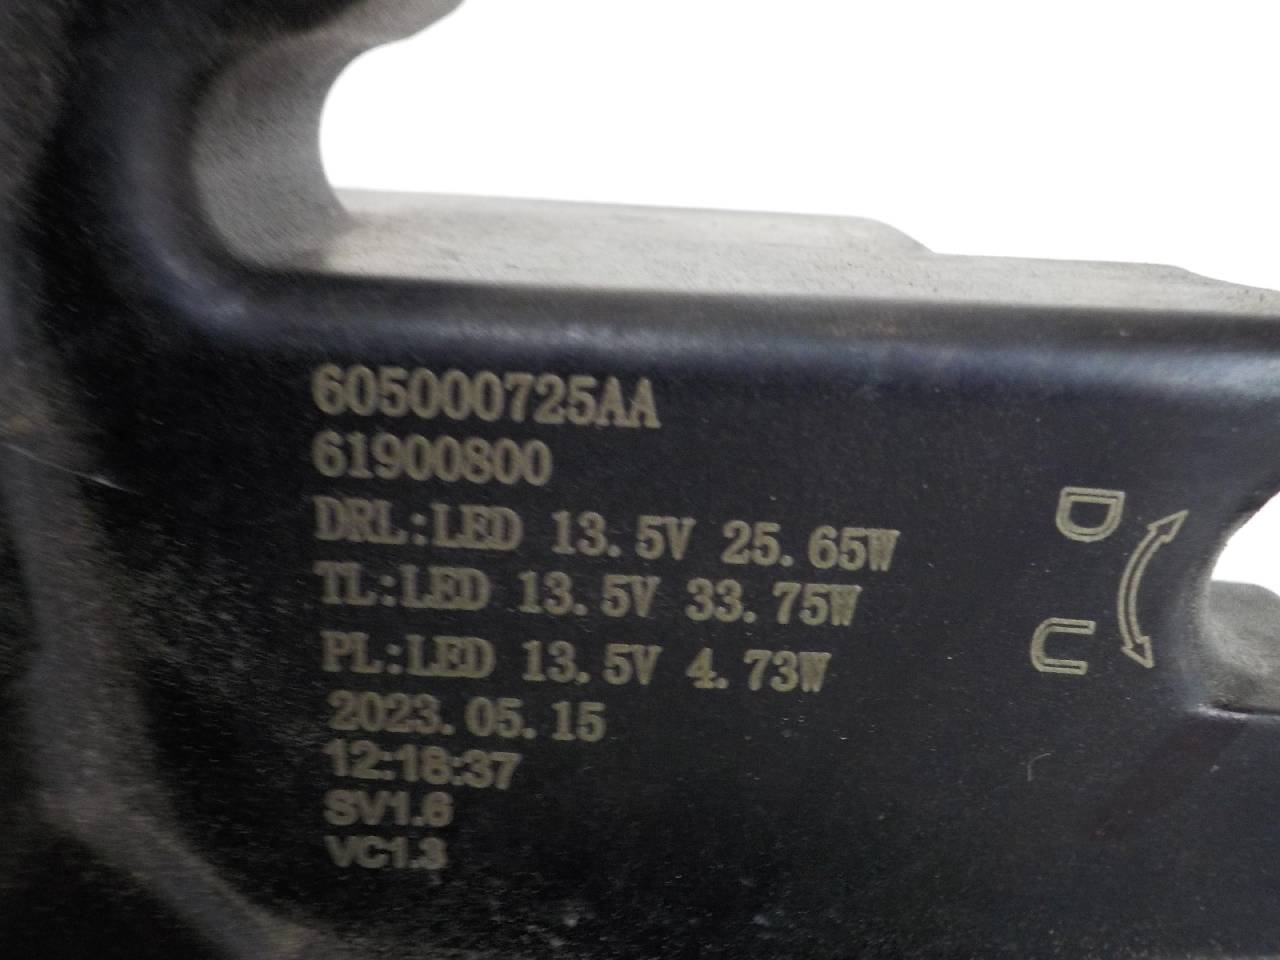 605000725AA
61900800
DRL:LED 13.5V 25.65W
TL:LED 13.5V 33.75W
PL:LED 13.5V 4.73W
2023.05.15
12:18:37
SV1.6
VC1.3
D
U